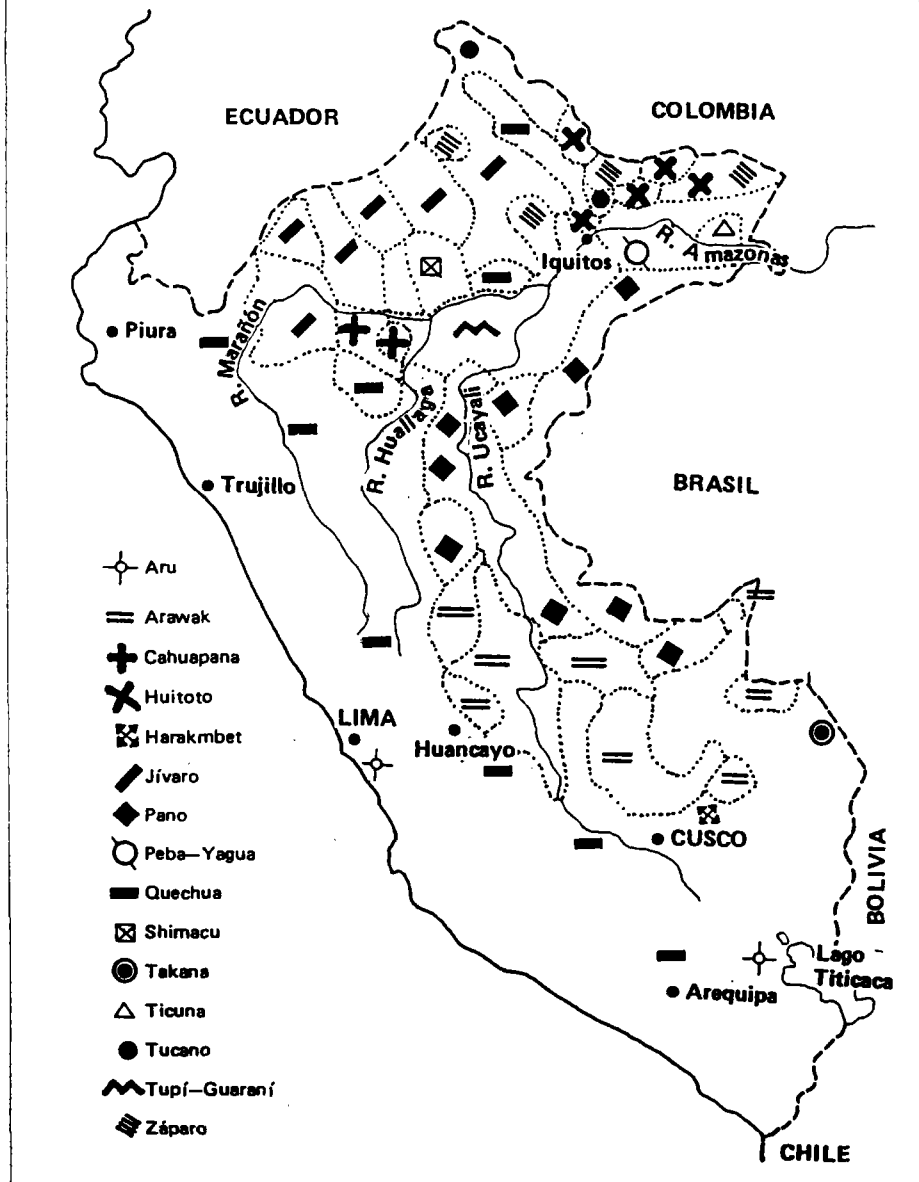 ECUADOR
COLOMBIA
Iquitos
R. Amazonas
Piura
R. Marañón
R. Huallaga
R. Ucayali
Trujillo
BRASIL
LIMA
Huancayo
CUSCO
BOLIVIA
Lago
Titicaca
Arequipa
CHILE
Aru
Arawak
Cahuapana
Huitoto
Harakmbet
Jívaro
Pano
Peba—Yagua
Quechua
Shimacu
Takana
Ticuna
Tucano
Tupí—Guaraní
Záparo